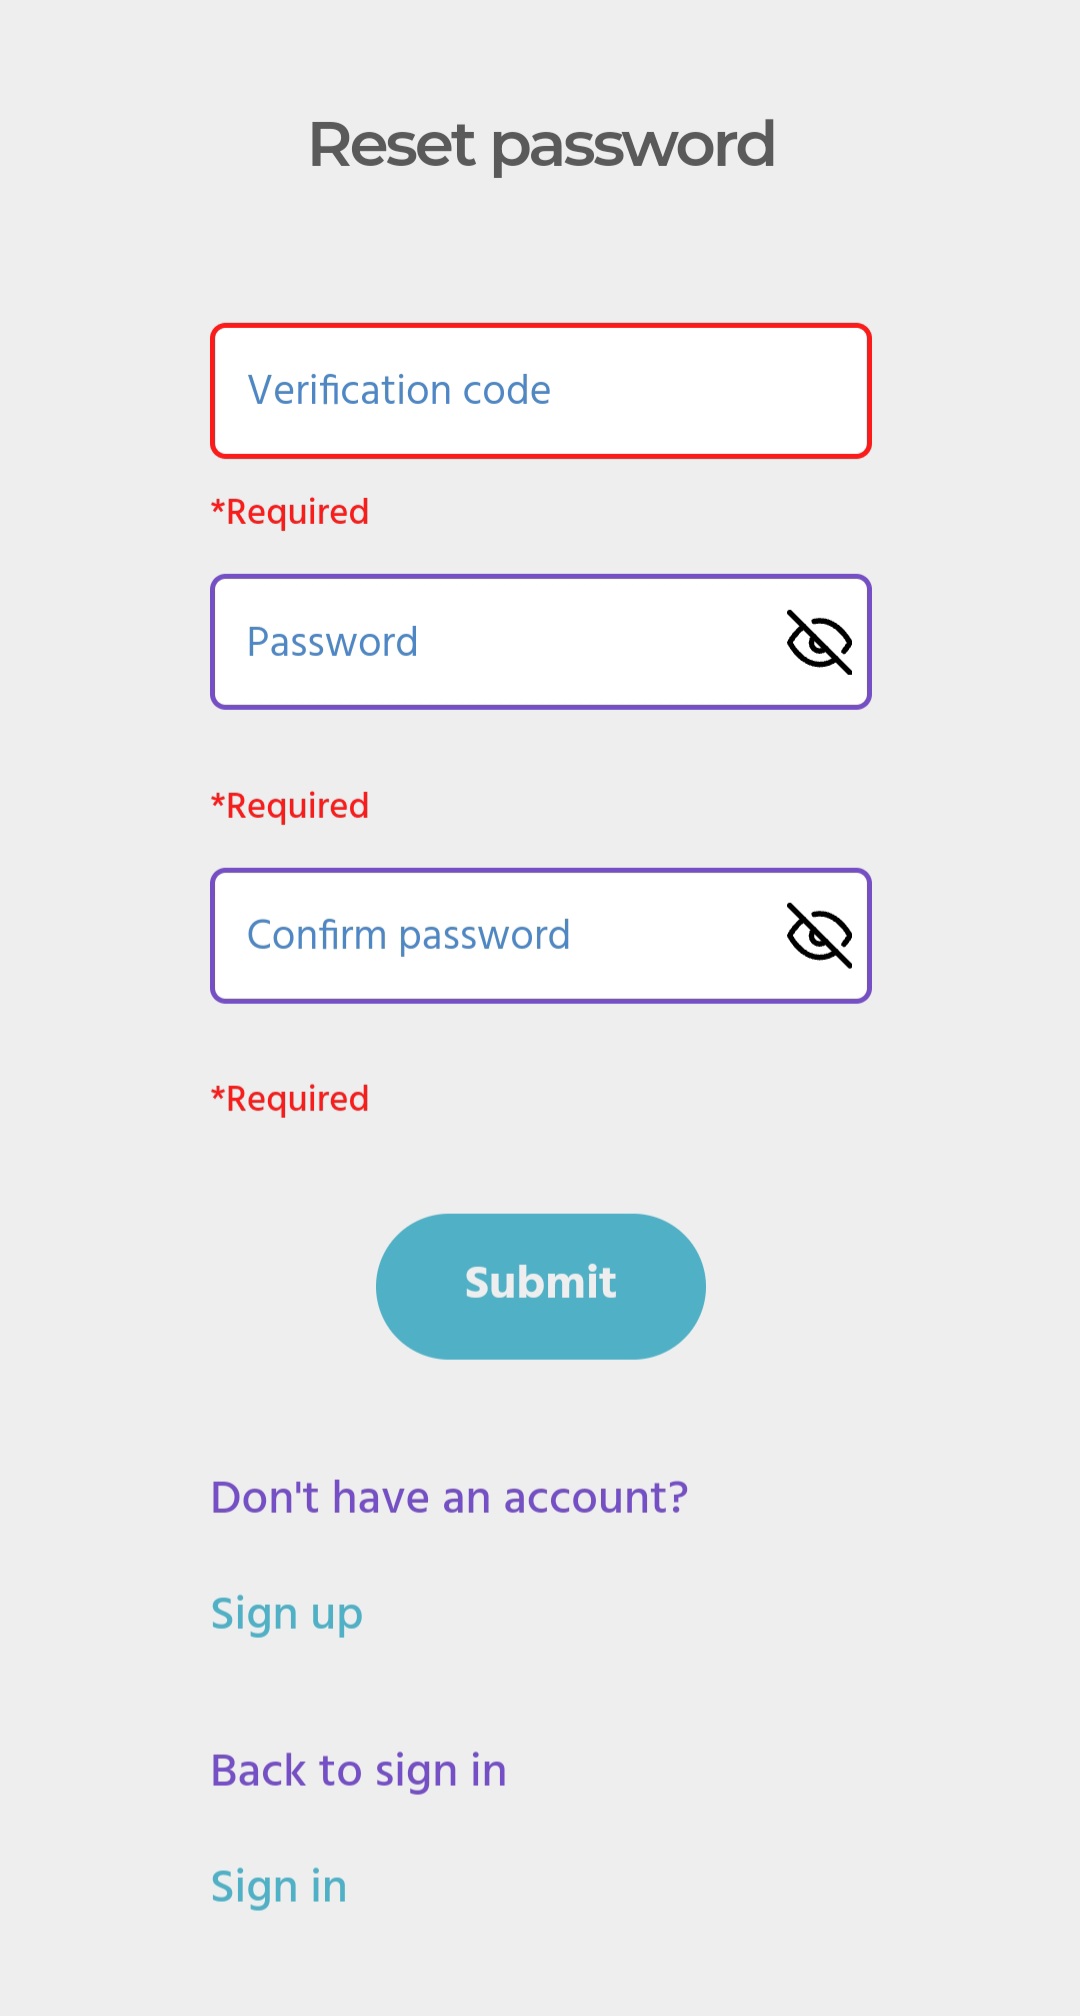 Reset password
Verification code
*Required
Password
*Required
Confirm password
*Required
Submit
Don't have an account?
Sign up
Back to sign in
Sign in